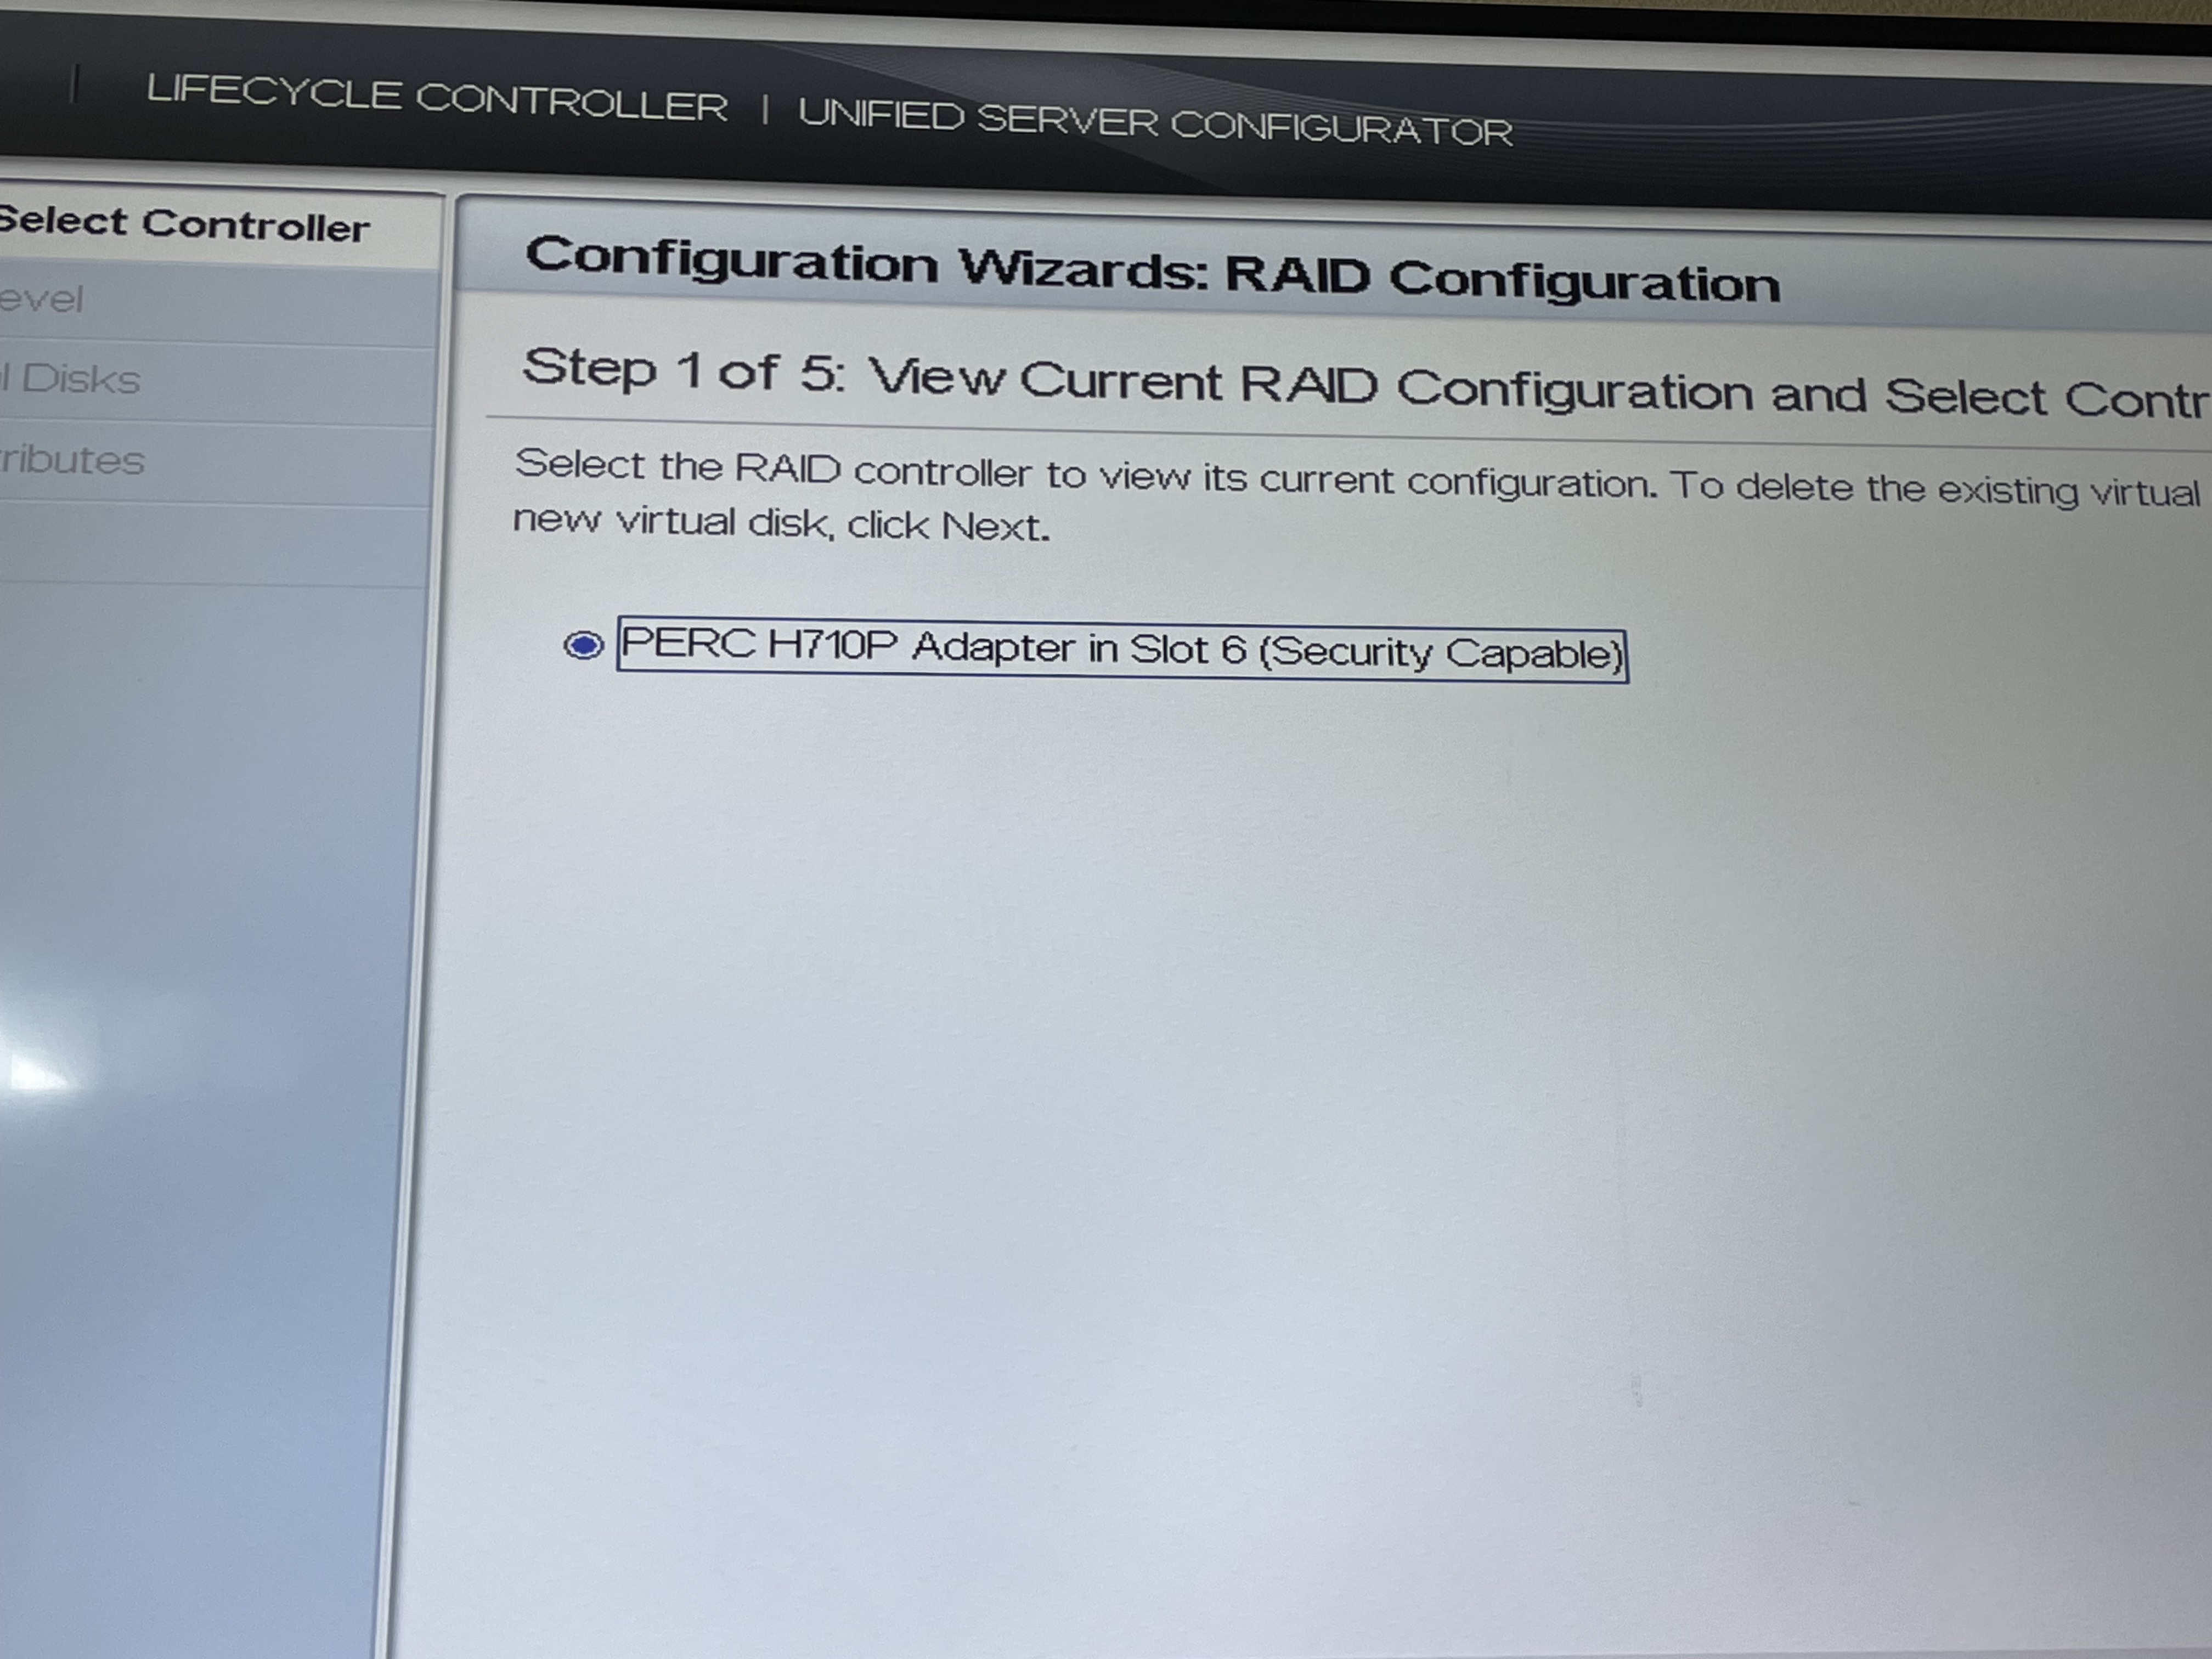 LIFECYCLE CONTROLLER | UNIFIED SERVER CONFIGURATOR
Select Controller
evel
l Disks
ributes
Configuration Wizards: RAID Configuration
Step 1 of 5: View Current RAID Configuration and Select Contr
Select the RAID controller to view its current configuration. To delete the existing virtual
new virtual disk, click Next.
PERC H710P Adapter in Slot 6 (Security Capable)